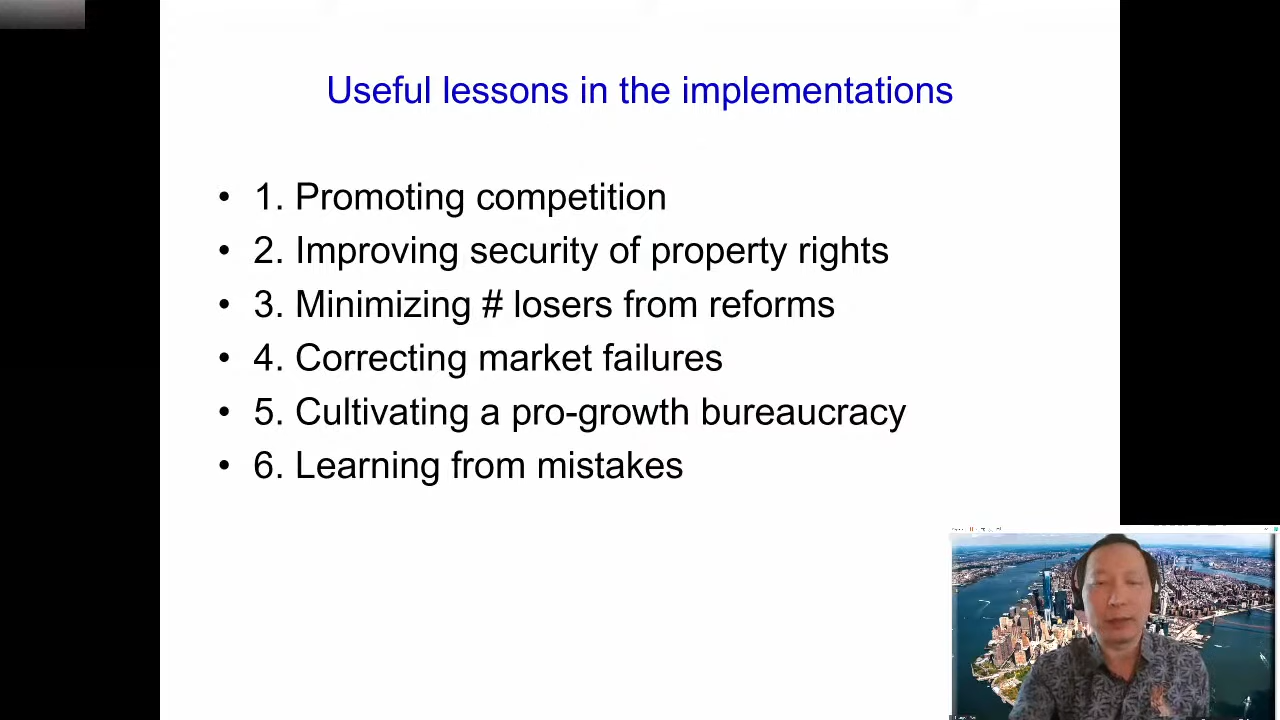 Useful lessons in the implementations
• 1. Promoting competition
• 2. Improving security of property rights
• 3. Minimizing # losers from reforms
• 4. Correcting market failures
• 5. Cultivating a pro-growth bureaucracy
• 6. Learning from mistakes